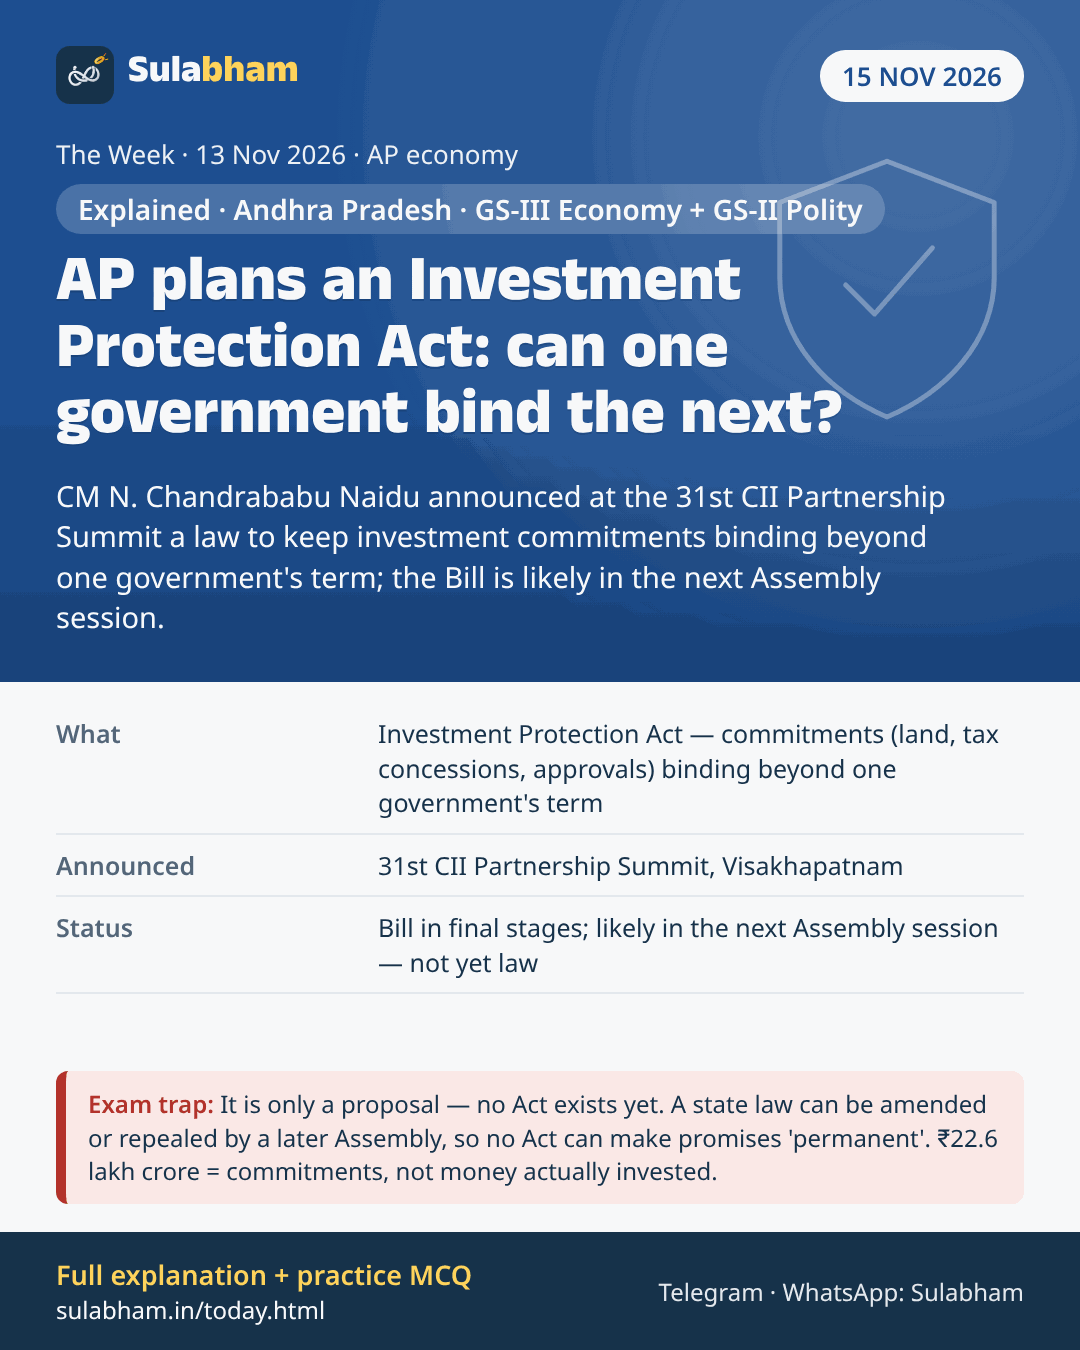 Sulabham
15 NOV 2026
The Week · 13 Nov 2026 · AP economy
Explained · Andhra Pradesh · GS-III Economy + GS-II Polity
AP plans an Investment
Protection Act: can one
government bind the next?
CM N. Chandrababu Naidu announced at the 31st CII Partnership
Summit a law to keep investment commitments binding beyond
one government's term; the Bill is likely in the next Assembly
session.
What
Investment Protection Act — commitments (land, tax
concessions, approvals) binding beyond one
government's term
Announced
31st CII Partnership Summit, Visakhapatnam
Status
Bill in final stages; likely in the next Assembly session
— not yet law
Exam trap: It is only a proposal — no Act exists yet. A state law can be amended
or repealed by a later Assembly, so no Act can make promises 'permanent'. ₹22.6
lakh crore = commitments, not money actually invested.
Full explanation + practice MCQ
sulabham.in/today.html
Telegram · WhatsApp: Sulabham